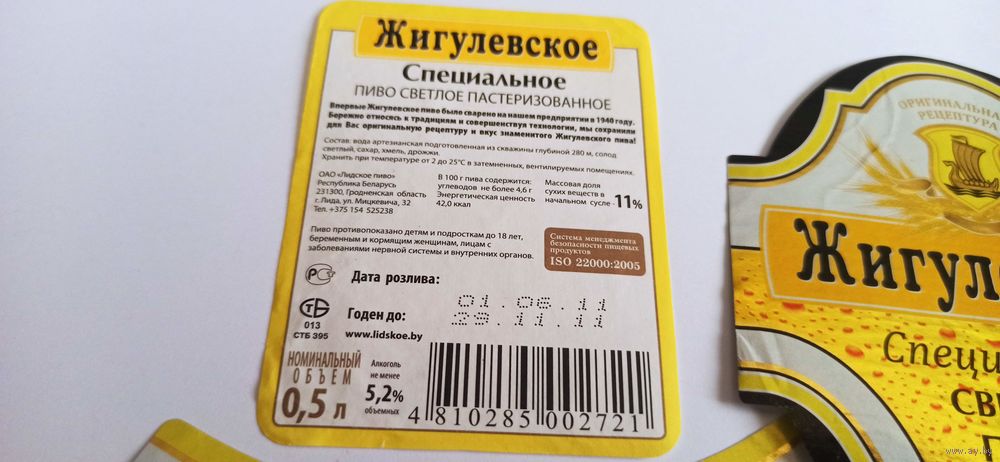 Жигулевское
Специальное
ПИВО СВЕТЛОЕ ПАСТЕРИЗОВАННОЕ
Впервые Жигулевское пиво было сварено на нашем предприятии в 1940 году.
Бережно относясь к традициям и совершенствуя технологии, мы сохранили
для Вас оригинальную рецептуру и вкус знаменитого Жигулевского пива!
Состав: вода артезианская подготовленная из скважины глубиной 280 м, солод
светлый, сахар, хмель, дрожжи.
Хранить при температуре от 2 до 25°С в затемненных, вентилируемых помещениях.
ОАО «Лидское пиво»
Республика Беларусь
231300, Гродненская область
г. Лида, ул. Мицкевича, 32
Тел. +375 154 525238
В 100 г пива содержится:
углеводов не более 4,6 г
Энергетическая ценность
42,0 ккал
Массовая доля
сухих веществ в
начальном сусле - 11%
Пиво противопоказано детям и подросткам до 18 лет,
беременным и кормящим женщинам, лицам с
заболеваниями нервной системы и внутренних органов.
Система менеджмента
безопасности пищевых
продуктов
ISO 22000:2005
Дата розлива:
01.06.11
Годен до:
29.11.11
013
СТБ 395
www.lidskoe.by
НОМИНАЛЬНЫЙ
ОБЪЕМ
0,5 л
Алкоголь
не менее
5,2%
объемных
4 810285 002721
ОРИГИНАЛЬНАЯ
РЕЦЕПТУРА
Жигул
Специ
СВ
www.ay.by